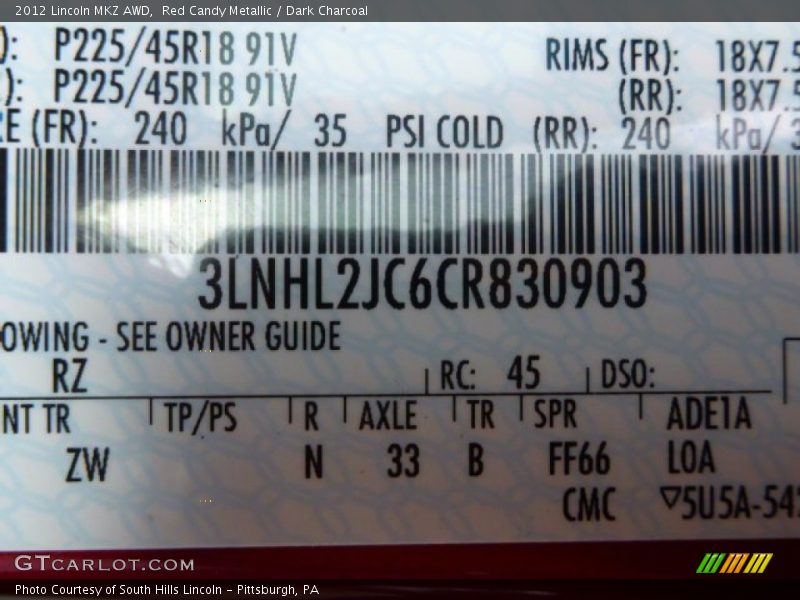 2012 Lincoln MKZ AWD, Red Candy Metallic / Dark Charcoal
): P225/45R18 91V RIMS (FR): 18X7.5
): P225/45R18 91V (RR): 18X7.5
E (FR): 240 kPa/ 35 PSI COLD (RR): 240 kPa/ 3
3LNHL2JC6CR830903
OWING - SEE OWNER GUIDE
RZ RC: 45 DSO:
NT TR TP/PS R AXLE TR SPR ADE1A
ZW N 33 B FF66 L0A
CMC ▽5U5A-542
GTCARLOT.COM
Photo Courtesy of South Hills Lincoln - Pittsburgh, PA